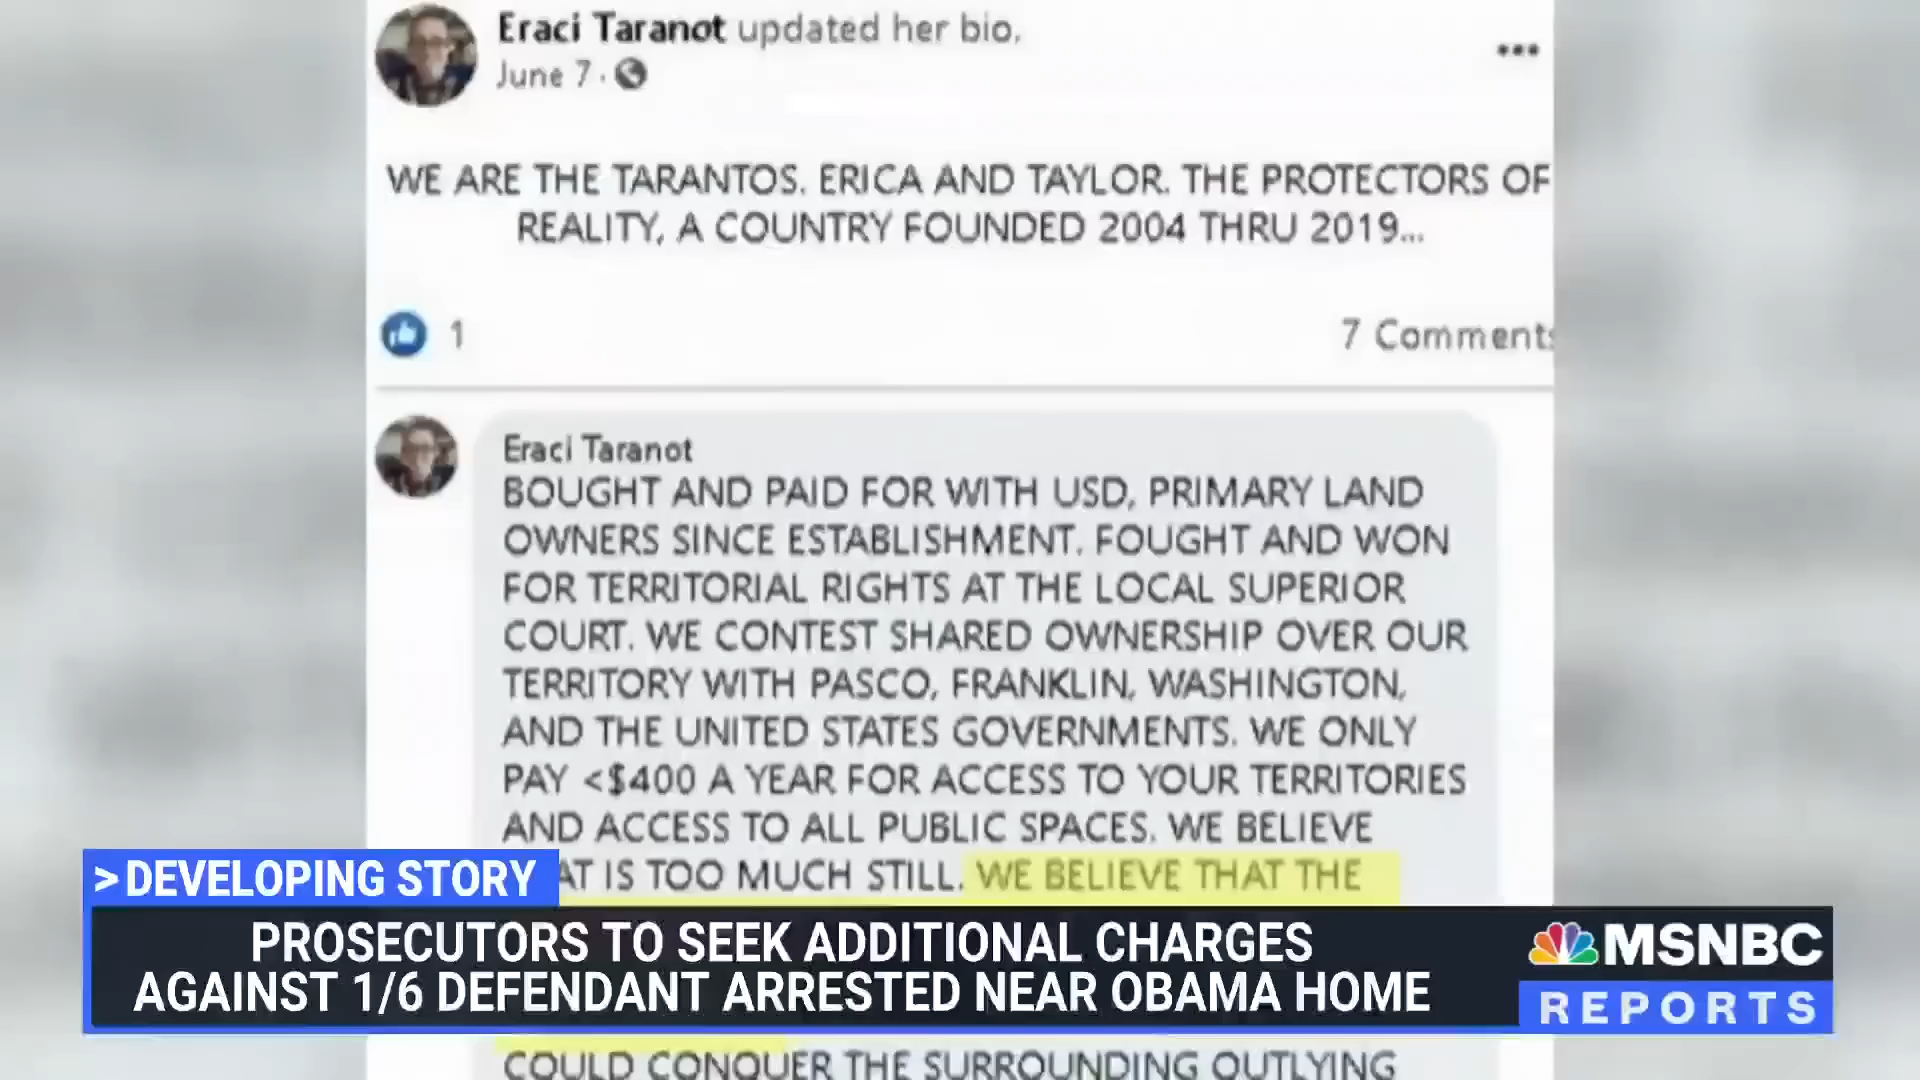 Eraci Taranot updated her bio.
June 7 ·
WE ARE THE TARANTOS. ERICA AND TAYLOR. THE PROTECTORS OF
REALITY, A COUNTRY FOUNDED 2004 THRU 2019...
1
7 Comments
Eraci Taranot
BOUGHT AND PAID FOR WITH USD, PRIMARY LAND
OWNERS SINCE ESTABLISHMENT. FOUGHT AND WON
FOR TERRITORIAL RIGHTS AT THE LOCAL SUPERIOR
COURT. WE CONTEST SHARED OWNERSHIP OVER OUR
TERRITORY WITH PASCO, FRANKLIN, WASHINGTON,
AND THE UNITED STATES GOVERNMENTS. WE ONLY
PAY <$400 A YEAR FOR ACCESS TO YOUR TERRITORIES
AND ACCESS TO ALL PUBLIC SPACES. WE BELIEVE
AT IS TOO MUCH STILL. WE BELIEVE THAT THE
>DEVELOPING STORY
PROSECUTORS TO SEEK ADDITIONAL CHARGES
AGAINST 1/6 DEFENDANT ARRESTED NEAR OBAMA HOME
MSNBC
REPORTS
COULD CONQUER THE SURROUNDING OUTLYING